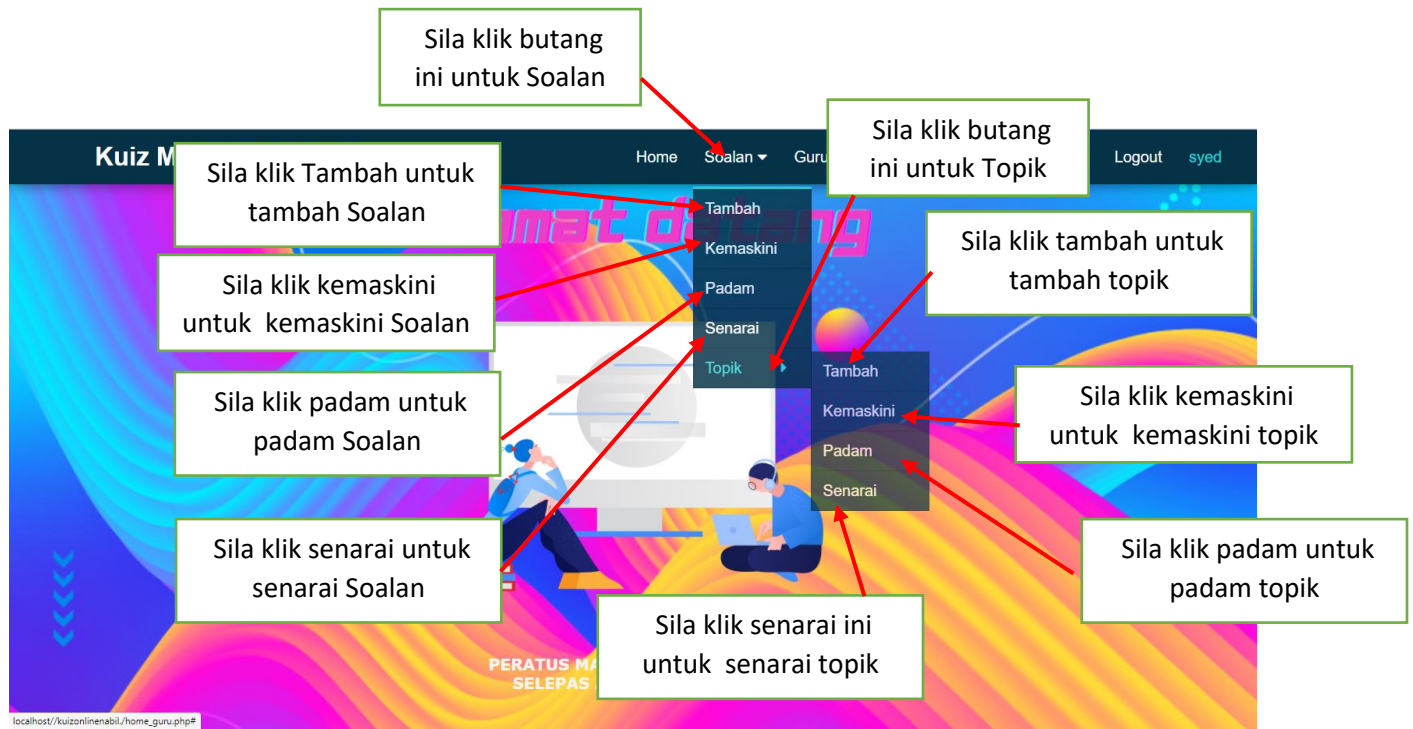 Sila klik butang
ini untuk Soalan
Sila klik butang
ini untuk Topik
Kuiz
Home Soalan Guru Logout syed
Sila klik Tambah untuk
tambah Soalan
Tambah
Kemaskini
Padam
Senarai
Topik
Sila klik tambah untuk
tambah topik
Sila klik kemaskini
untuk kemaskini Soalan
Tambah
Kemaskini
Padam
Senarai
Sila klik padam untuk
padam Soalan
Sila klik kemaskini
untuk kemaskini topik
Sila klik senarai untuk
senarai Soalan
Sila klik padam untuk
padam topik
Sila klik senarai ini
untuk senarai topik
PERATUS
SELEPAS
localhost//kuizonlinenabil./home_guru.php#